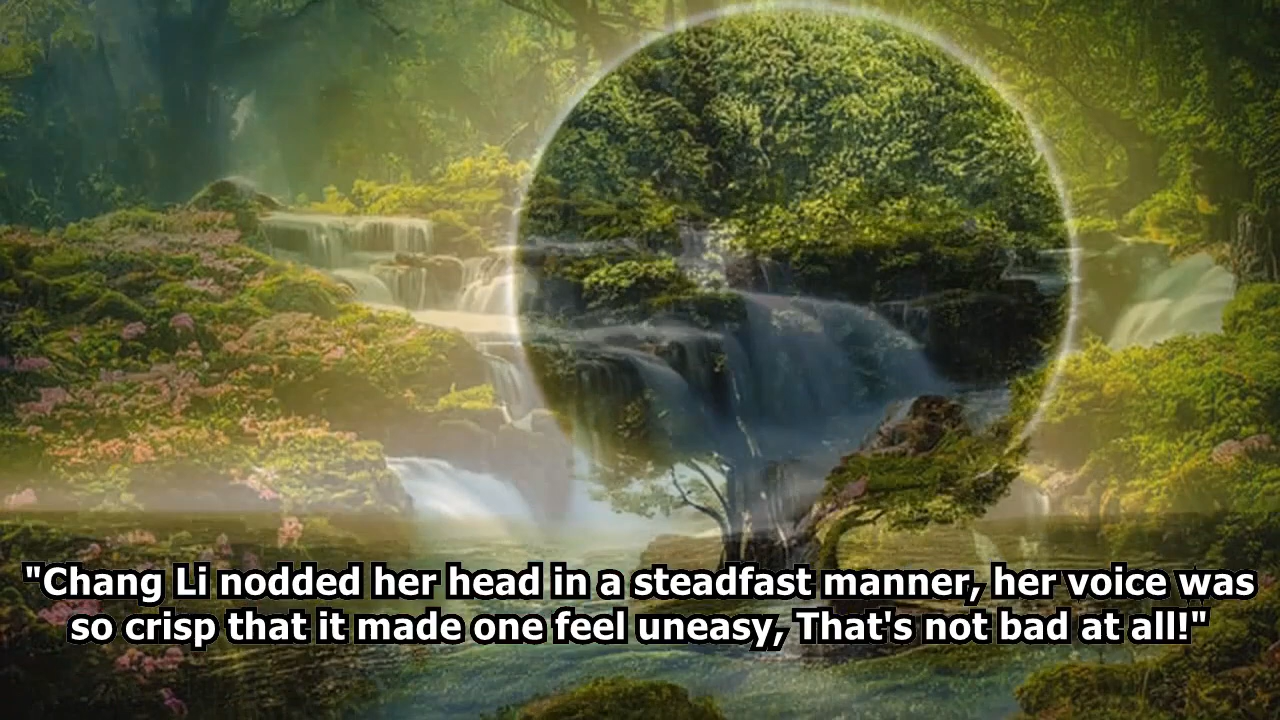 "Chang Li nodded her head in a steadfast manner, her voice was
so crisp that it made one feel uneasy, That's not bad at all!"